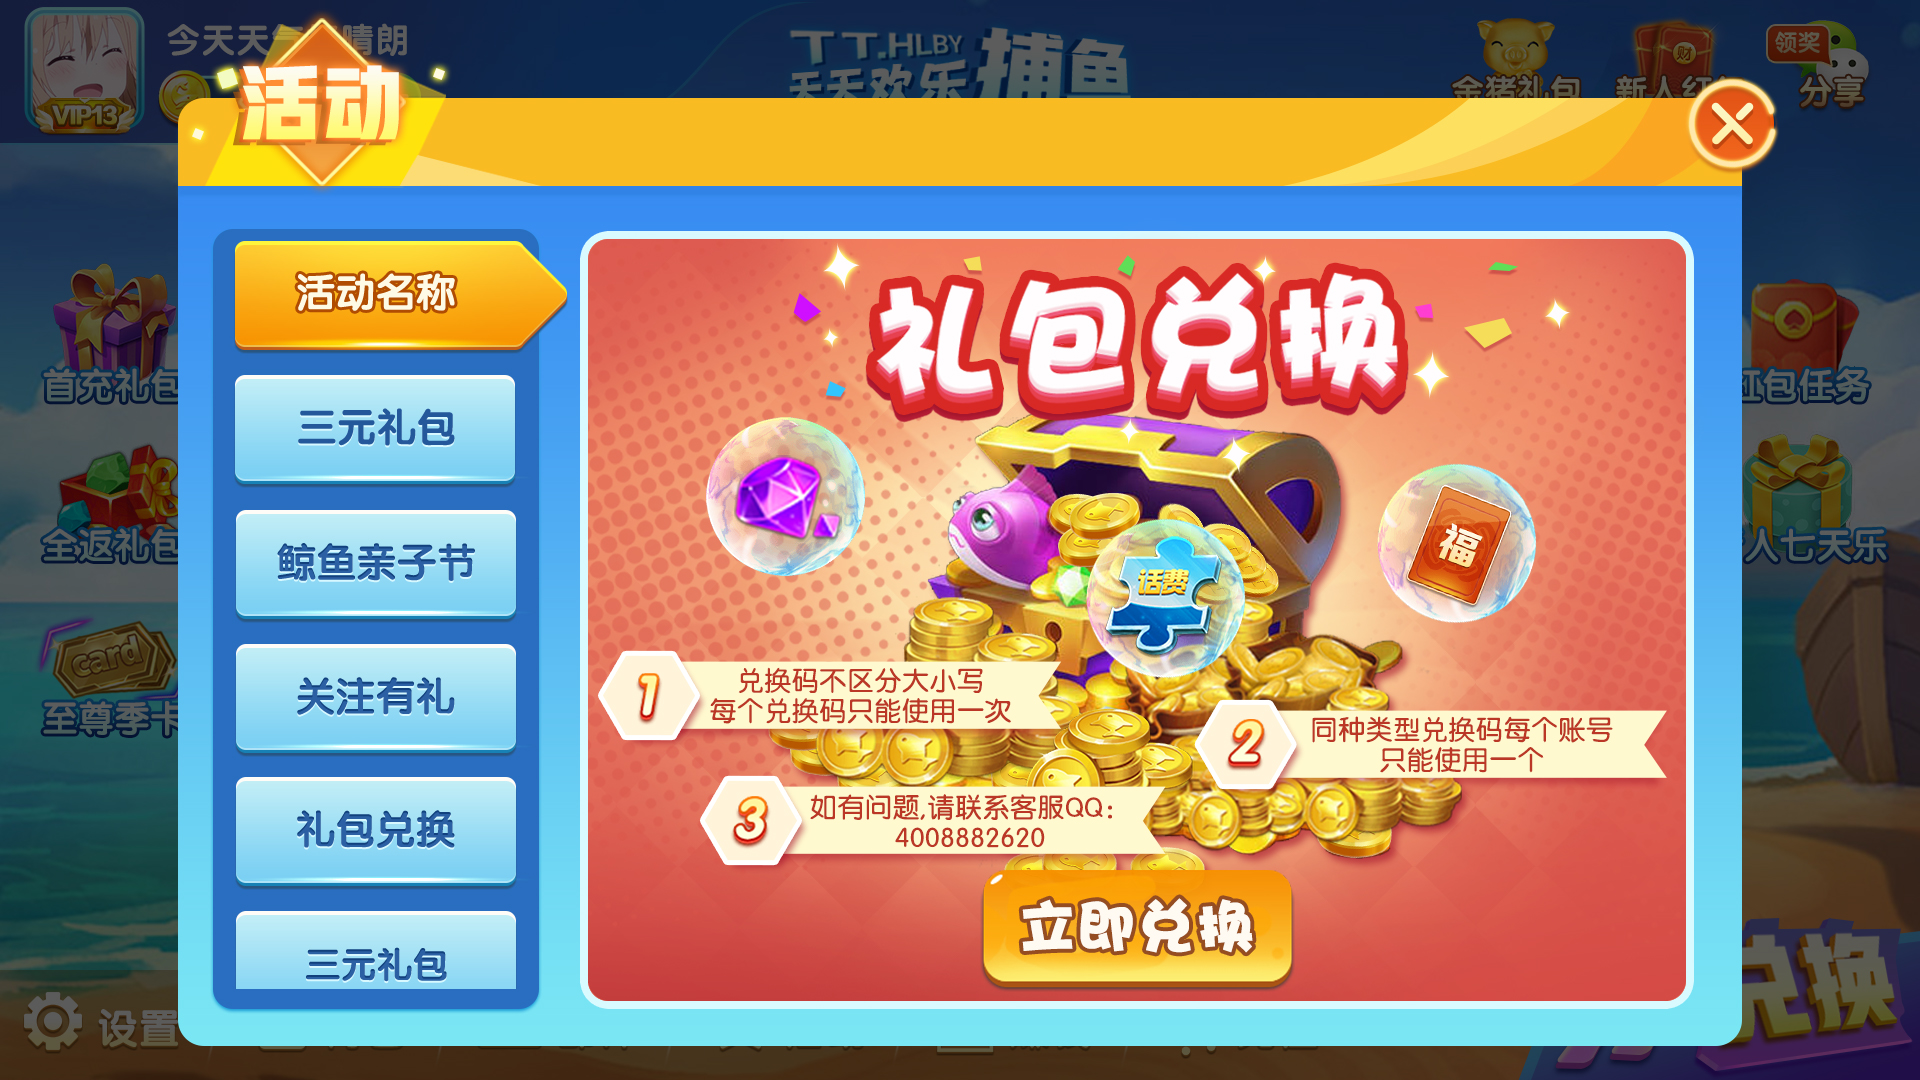 今天天气 晴朗
VIP13
TT.HLBY
天天欢乐捕鱼
金猪礼包
新人红
领奖
分享
活动
活动名称
三元礼包
鲸鱼亲子节
关注有礼
礼包兑换
三元礼包
首充礼包
全返礼包
card
至尊季卡
设置
礼包兑换
话费
福
1
兑换码不区分大小写
每个兑换码只能使用一次
2
同种类型兑换码每个账号
只能使用一个
3
如有问题,请联系客服QQ：
4008882620
立即兑换
财
红包任务
人七天乐
兑换